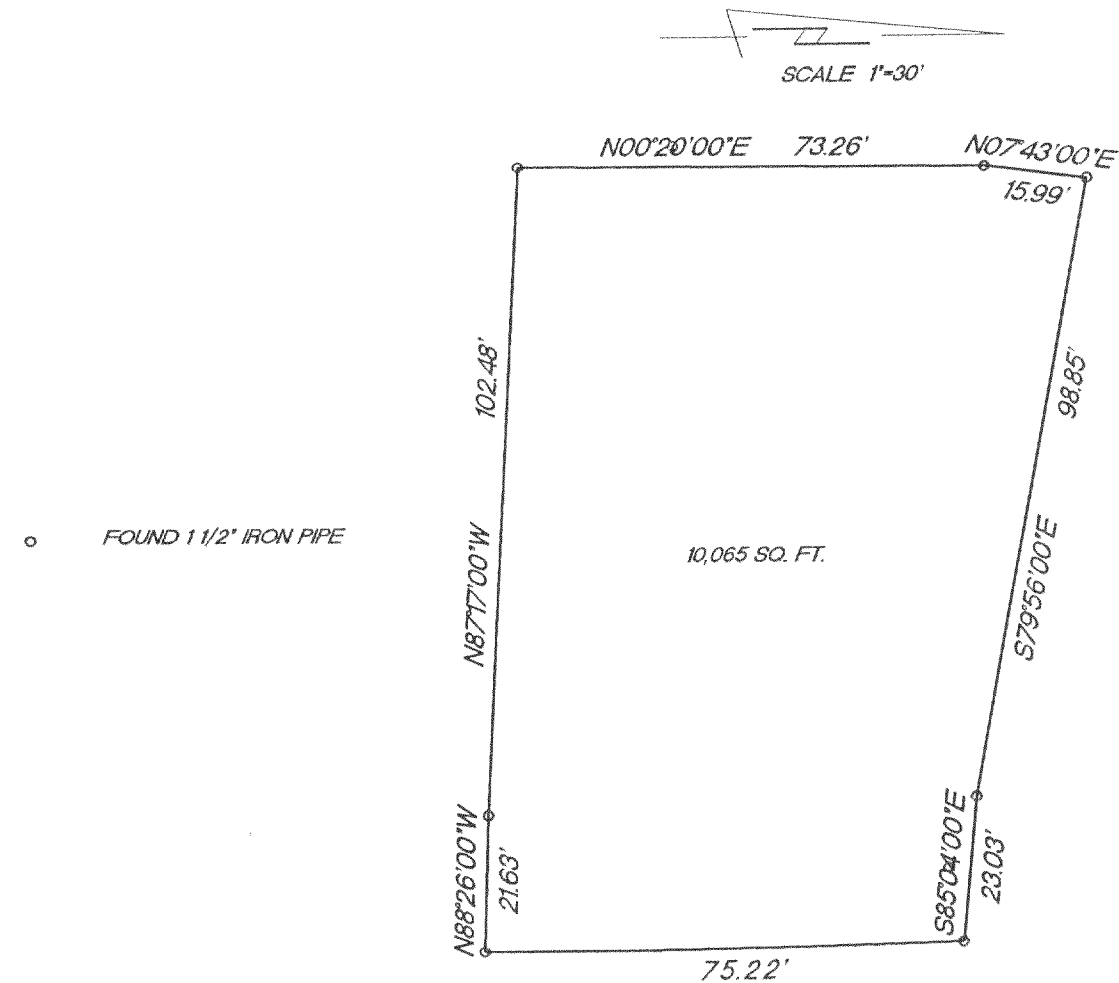 SCALE 1"=30'
N00°20'00"E 73.26'
N07°43'00"E
15.99'
102.48'
98.85'
N87°17'00"W
FOUND 1 1/2" IRON PIPE
10,065 SQ. FT.
S79°56'00"E
N88°26'00"W
21.63'
S85°04'00"E
23.03'
75.22'